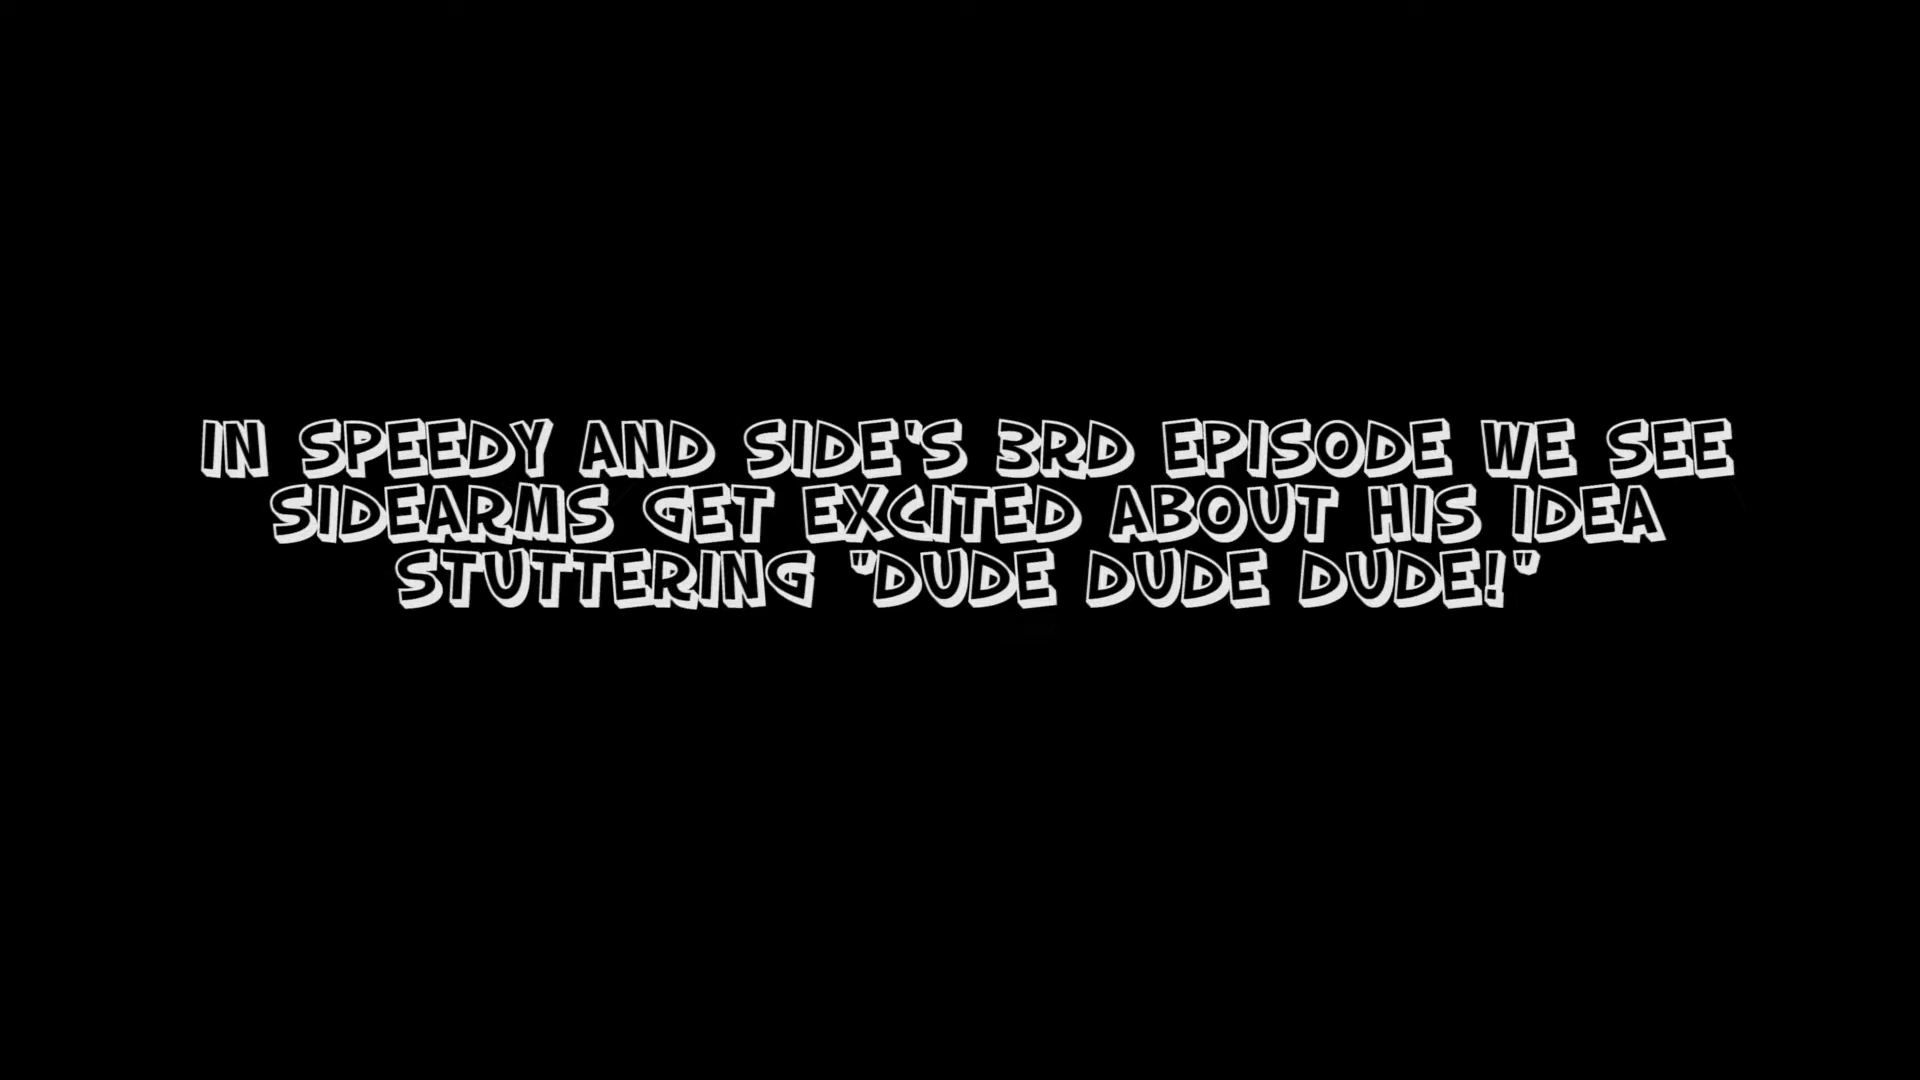 IN SPEEDY AND SIDE'S 3RD EPISODE WE SEE
SIDEARMS GET EXCITED ABOUT HIS IDEA
STUTTERING "DUDE DUDE DUDE!"